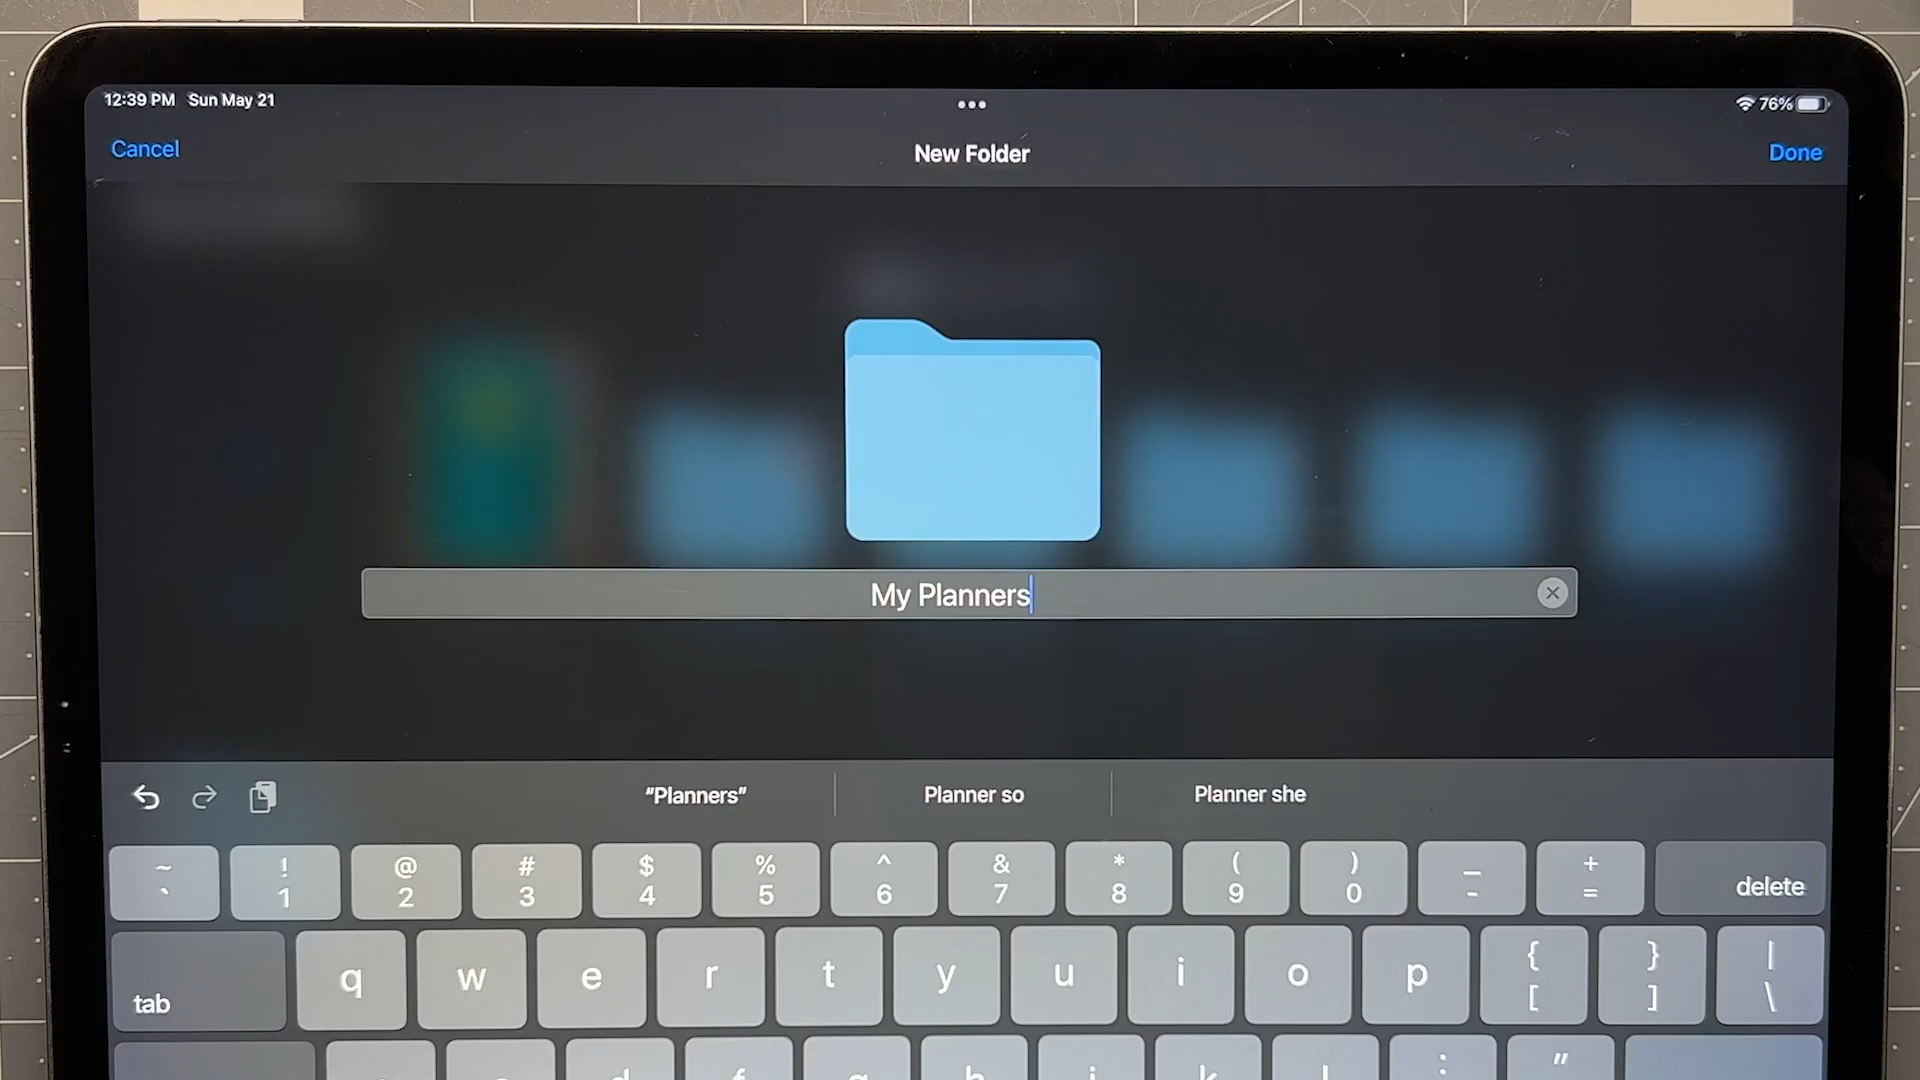 12:39 PM Sun May 21
76%
Cancel
New Folder
Done
My Planners
“Planners”
Planner so
Planner she
~ ! @ # $ % ^ & * ( ) _ +
` 1 2 3 4 5 6 7 8 9 0 - = delete
tab q w e r t y u i o p { } |
[ ] \
d f g h j k l : "